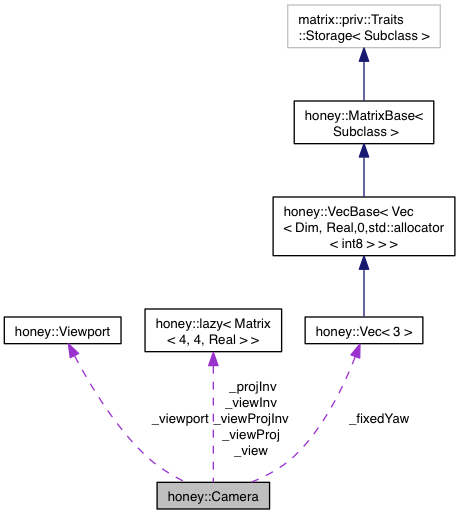 matrix::priv::Traits
::Storage< Subclass >
honey::MatrixBase<
Subclass >
honey::VecBase< Vec
< Dim, Real,0,std::allocator
< int8 > > >
honey::Viewport
honey::lazy< Matrix
< 4, 4, Real > >
honey::Vec< 3 >
_projInv
_viewInv
_viewport
_viewProjInv
_fixedYaw
_viewProj
_view
honey::Camera